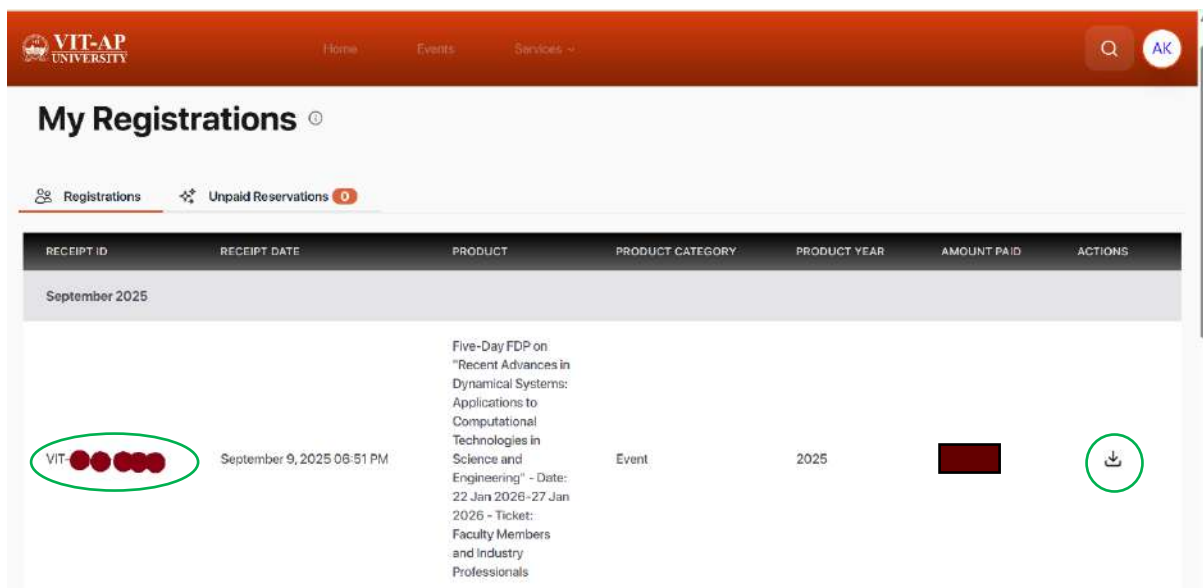 VIT-AP
UNIVERSITY
Home Events Services
AK
My Registrations
Registrations Unpaid Reservations 0
RECEIPT ID RECEIPT DATE PRODUCT PRODUCT CATEGORY PRODUCT YEAR AMOUNT PAID ACTIONS
September 2025
Five-Day FDP on
"Recent Advances in
Dynamical Systems:
Applications to
Computational
Technologies in
VIT- September 9, 2025 06:51 PM Science and Event 2025
Engineering" - Date:
22 Jan 2026-27 Jan
2026 - Ticket:
Faculty Members
and Industry
Professionals